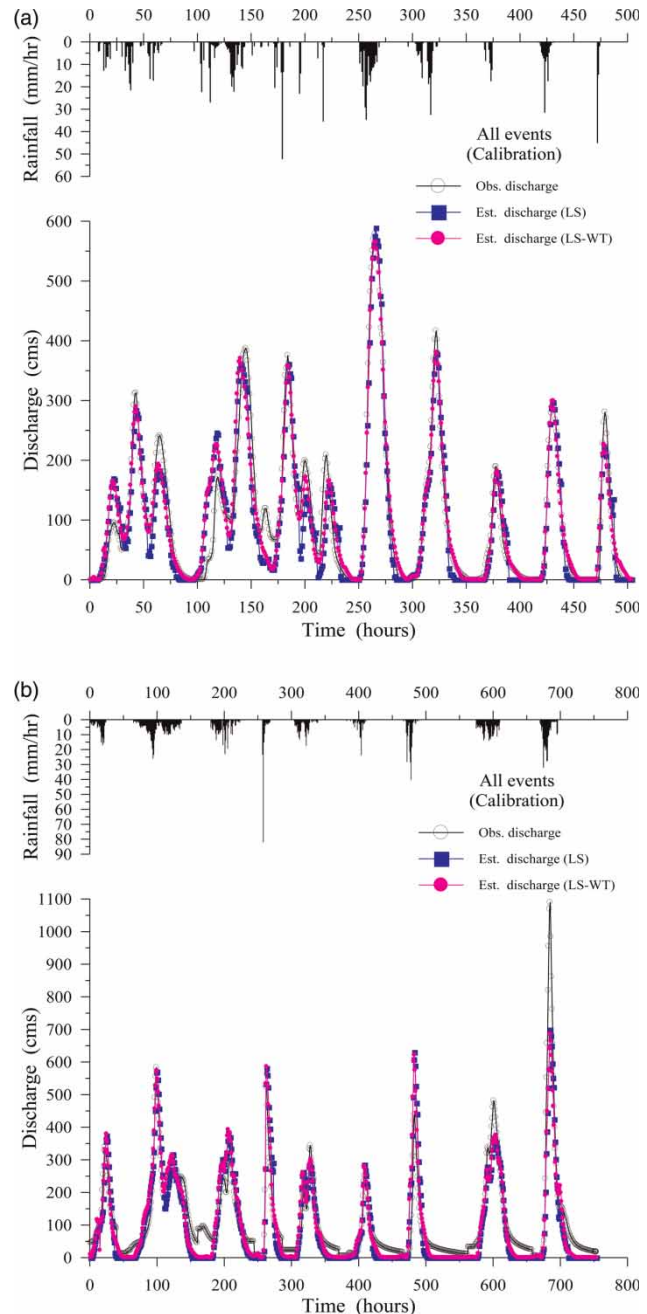 (a)
0 50 100 150 200 250 300 350 400 450 500
0
10
20
30
40
50
60
Rainfall (mm/hr)
All events
(Calibration)
Obs. discharge
Est. discharge (LS)
Est. discharge (LS-WT)
600
500
400
300
200
100
0
Discharge (cms)
0 50 100 150 200 250 300 350 400 450 500
Time (hours)
(b)
0 100 200 300 400 500 600 700 800
0
10
20
30
40
50
60
70
80
90
Rainfall (mm/hr)
All events
(Calibration)
Obs. discharge
Est. discharge (LS)
Est. discharge (LS-WT)
1100
1000
900
800
700
600
500
400
300
200
100
0
Discharge (cms)
0 100 200 300 400 500 600 700 800
Time (hours)